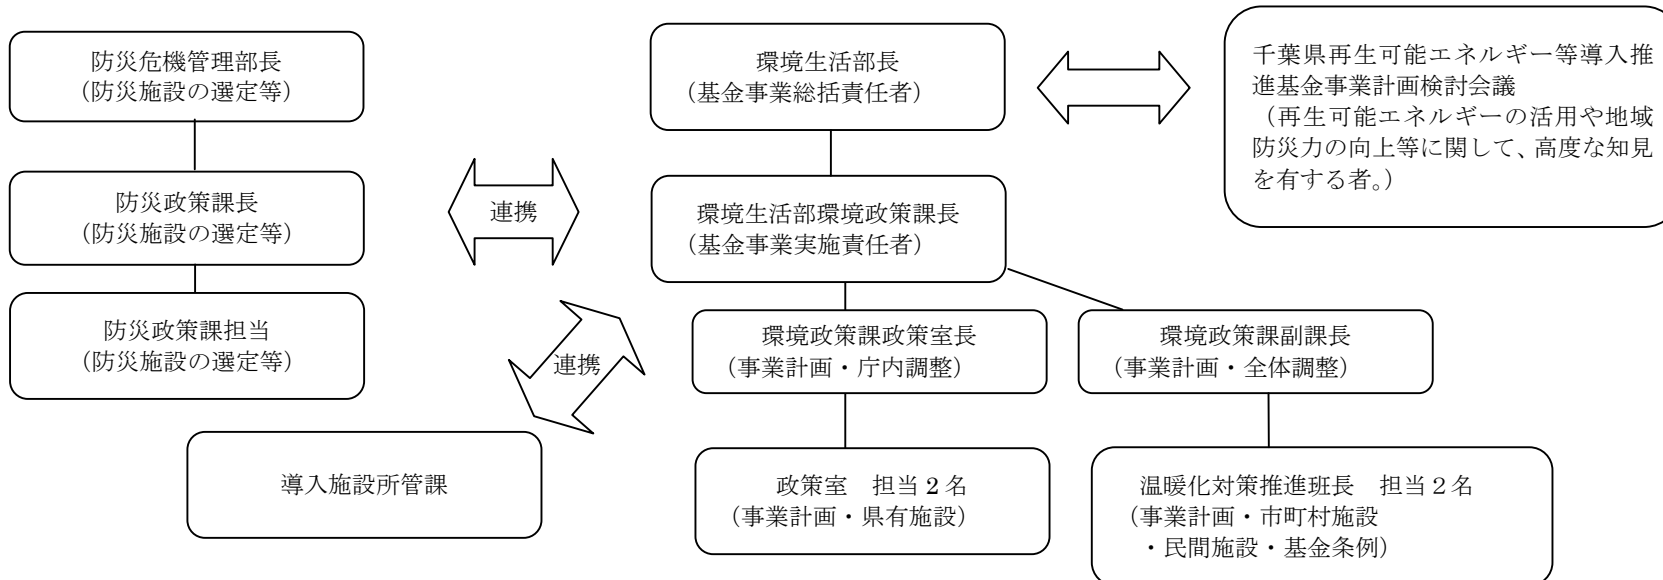 防災危機管理部長
(防災施設の選定等)
環境生活部長
(基金事業総括責任者)
千葉県再生可能エネルギー等導入推
進基金事業計画検討会議
(再生可能エネルギーの活用や地域
防災力の向上等に関して、高度な知見
を有する者。)
防災政策課長
(防災施設の選定等)
連携
環境生活部環境政策課長
(基金事業実施責任者)
防災政策課担当
(防災施設の選定等)
連携
環境政策課政策室長
(事業計画・庁内調整)
環境政策課副課長
(事業計画・全体調整)
導入施設所管課
政策室 担当2名
(事業計画・県有施設)
温暖化対策推進班長 担当2名
(事業計画・市町村施設
・民間施設・基金条例)